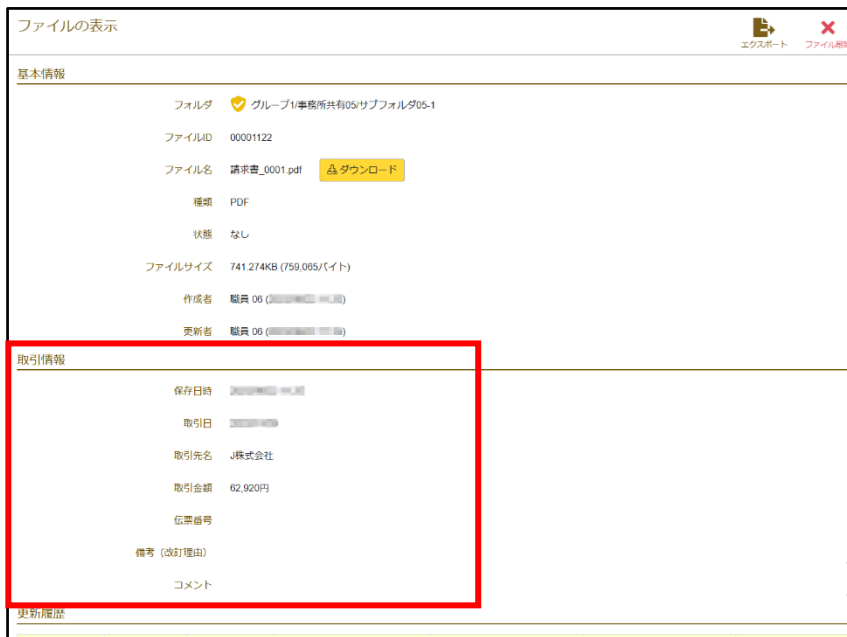 ファイルの表示
エクスポート ファイル削除
基本情報
フォルダ グループ1/事務所共有05/サブフォルダ05-1
ファイルID 00001122
ファイル名 請求書_0001.pdf ダウンロード
種類 PDF
状態 なし
ファイルサイズ 741.274KB (759,065バイト)
作成者 職員 06
更新者 職員 06
取引情報
保存日時
取引日
取引先名 J株式会社
取引金額 62,920円
伝票番号
備考（改訂理由）
コメント
更新履歴